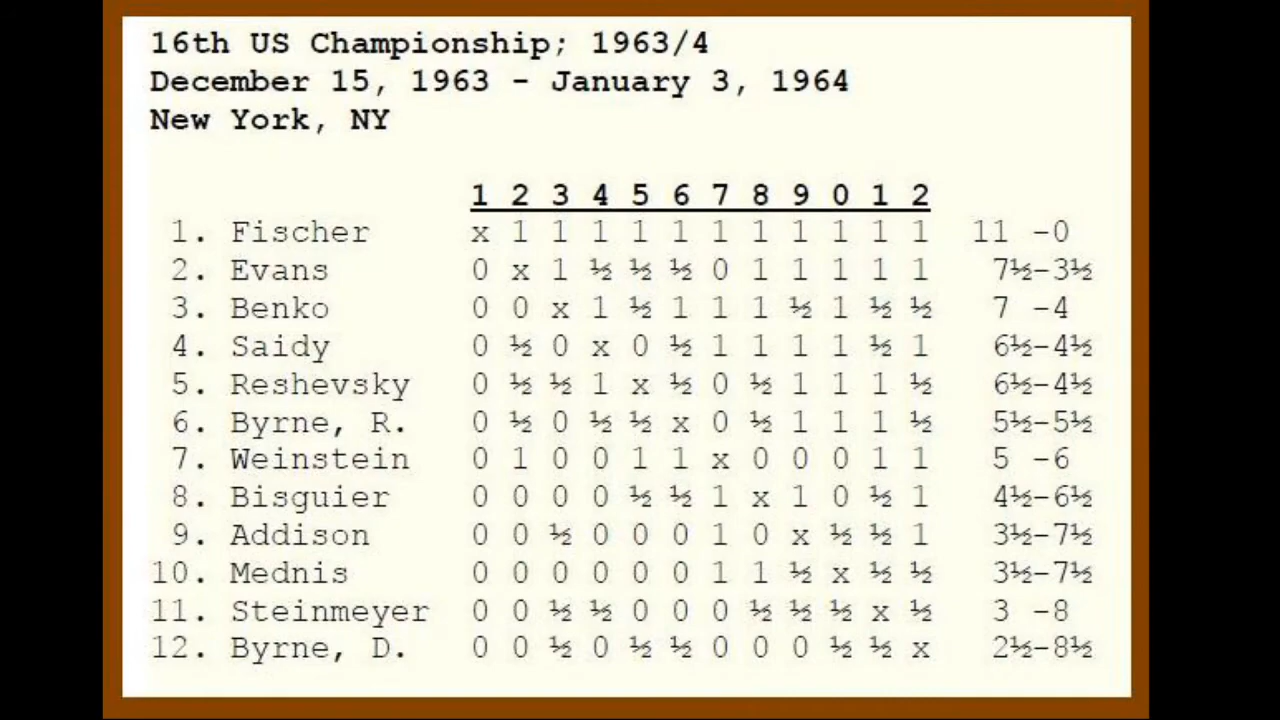 16th US Championship; 1963/4
December 15, 1963 - January 3, 1964
New York, NY
1 2 3 4 5 6 7 8 9 0 1 2
1. Fischer x 1 1 1 1 1 1 1 1 1 1 1 11 -0
2. Evans 0 x 1 ½ ½ ½ 0 1 1 1 1 1 7½-3½
3. Benko 0 0 x 1 ½ 1 1 1 ½ 1 ½ ½ 7 -4
4. Saidy 0 ½ 0 x 0 ½ 1 1 1 1 ½ 1 6½-4½
5. Reshevsky 0 ½ ½ 1 x ½ 0 ½ 1 1 1 ½ 6½-4½
6. Byrne, R. 0 ½ 0 ½ ½ x 0 ½ 1 1 1 ½ 5½-5½
7. Weinstein 0 1 0 0 1 1 x 0 0 0 1 1 5 -6
8. Bisguier 0 0 0 0 ½ ½ 1 x 1 0 ½ 1 4½-6½
9. Addison 0 0 ½ 0 0 0 1 0 x ½ ½ 1 3½-7½
10. Mednis 0 0 0 0 0 0 1 1 ½ x ½ ½ 3½-7½
11. Steinmeyer 0 0 ½ ½ 0 0 0 ½ ½ ½ x ½ 3 -8
12. Byrne, D. 0 0 ½ 0 ½ ½ 0 0 0 ½ ½ x 2½-8½